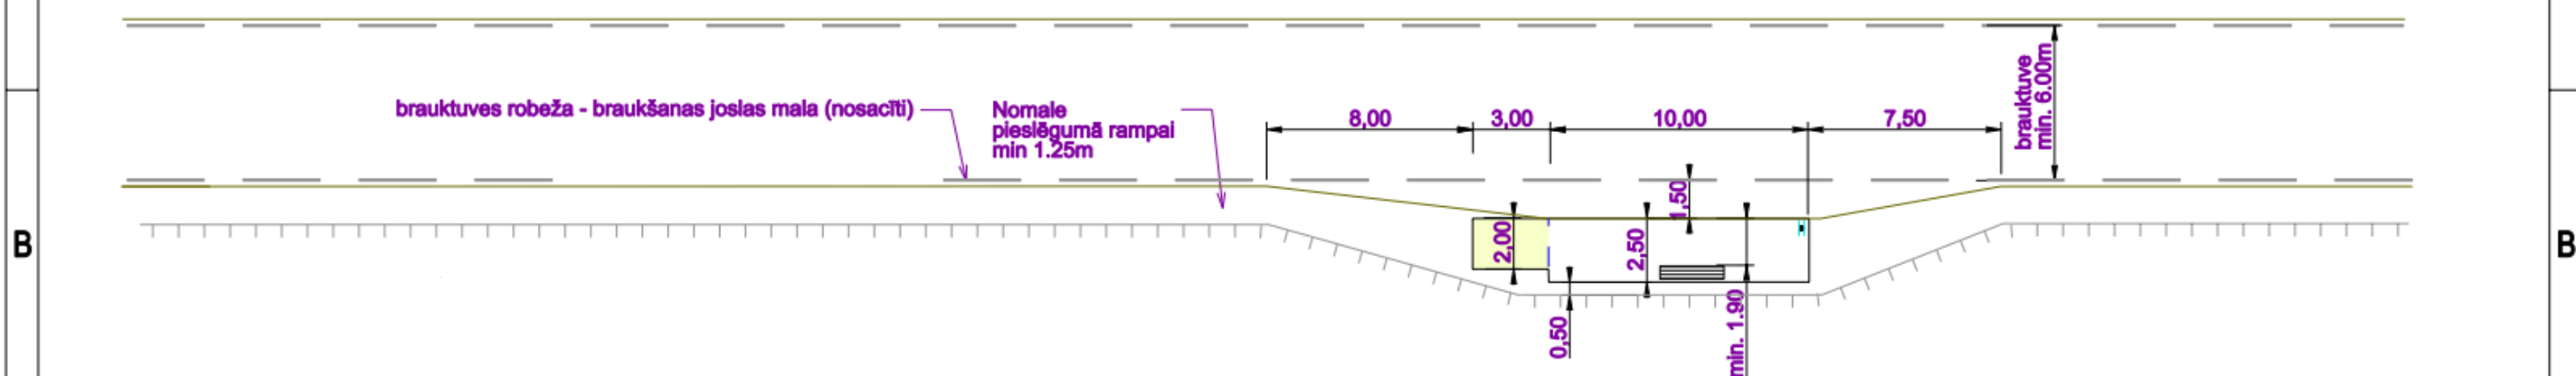 brauktuves robeža - braukšanas joslas mala (nosacīti)
Nomale
pieslēgumā rampai
min 1.25m
8,00
3,00
10,00
7,50
brauktuve
min. 6.00m
1,50
2,00
2,50
0,50
min. 1.90
B
B